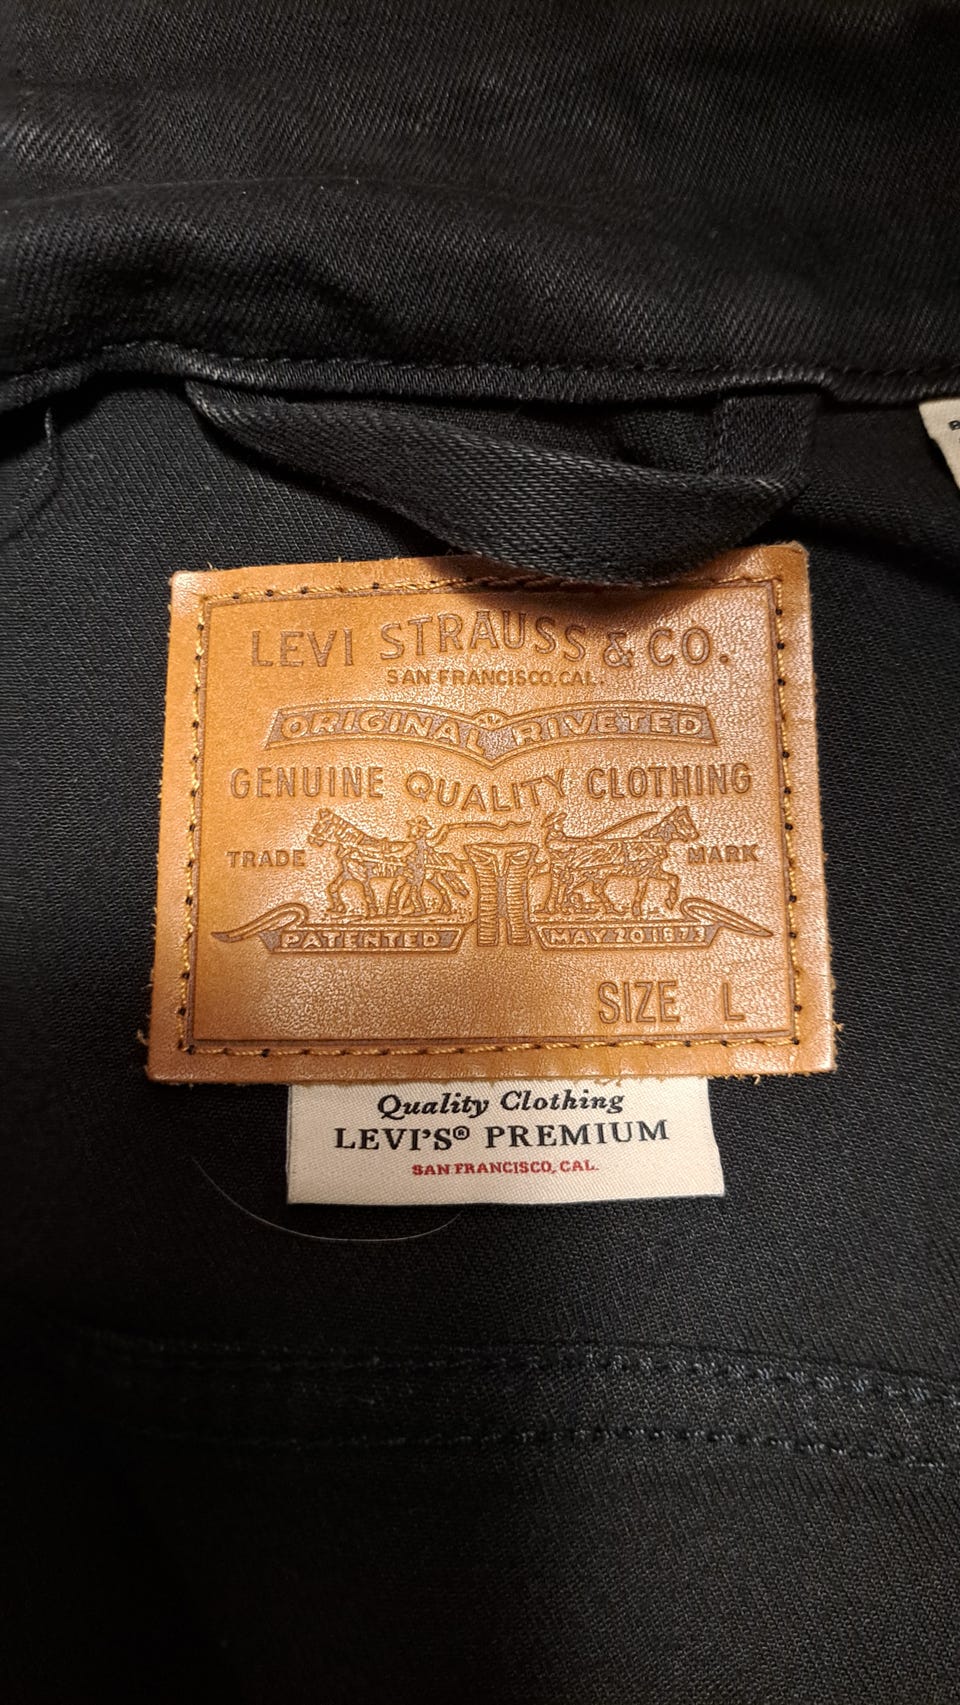 LEVI STRAUSS & CO.
SAN FRANCISCO, CAL.
ORIGINAL RIVETED
GENUINE QUALITY CLOTHING
TRADE MARK
PATENTED MAY 20 1873
SIZE L
Quality Clothing
LEVI'S® PREMIUM
SAN FRANCISCO, CAL.